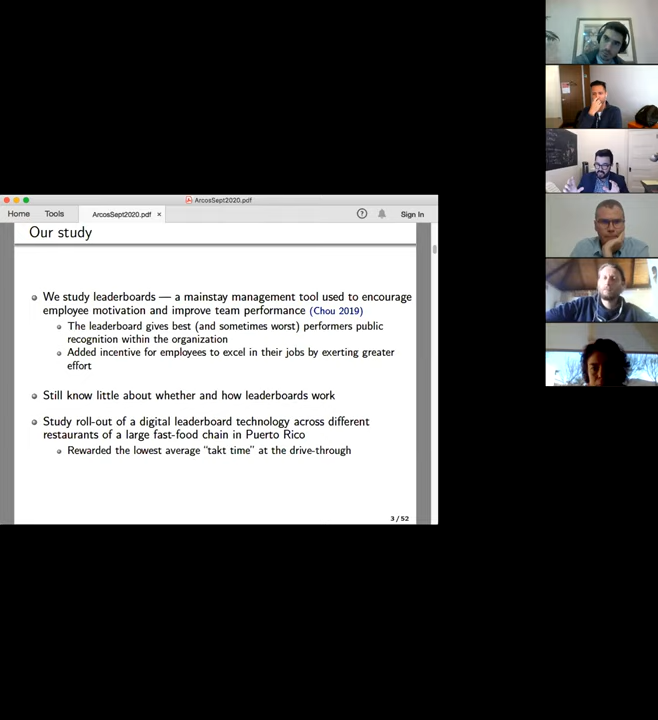 ArcosSept2020.pdf
Home Tools ArcosSept2020.pdf × Sign In
Our study
We study leaderboards — a mainstay management tool used to encourage
employee motivation and improve team performance (Chou 2019)
The leaderboard gives best (and sometimes worst) performers public
recognition within the organization
Added incentive for employees to excel in their jobs by exerting greater
effort
Still know little about whether and how leaderboards work
Study roll-out of a digital leaderboard technology across different
restaurants of a large fast-food chain in Puerto Rico
Rewarded the lowest average “takt time” at the drive-through
3 / 52